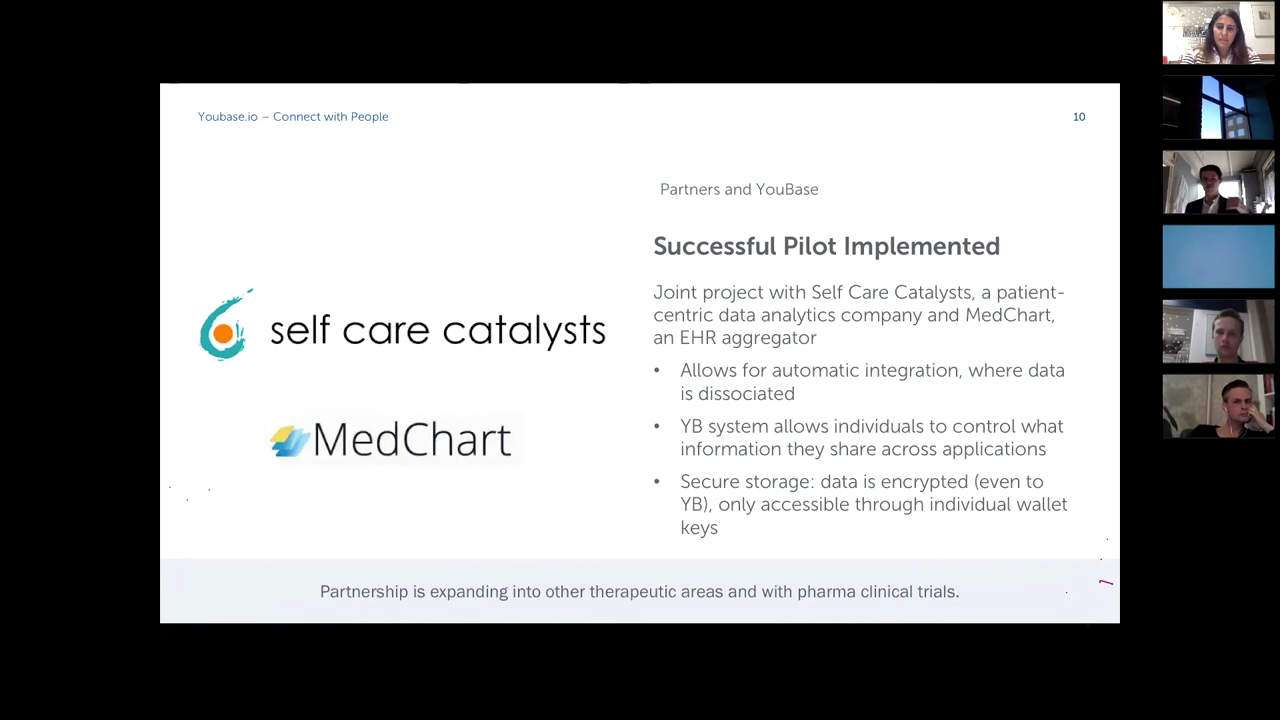 Youbase.io – Connect with People
10
Partners and YouBase
Successful Pilot Implemented
Joint project with Self Care Catalysts, a patient-
centric data analytics company and MedChart,
an EHR aggregator
• Allows for automatic integration, where data
is dissociated
• YB system allows individuals to control what
information they share across applications
• Secure storage: data is encrypted (even to
YB), only accessible through individual wallet
keys
self care catalysts
MedChart
Partnership is expanding into other therapeutic areas and with pharma clinical trials.